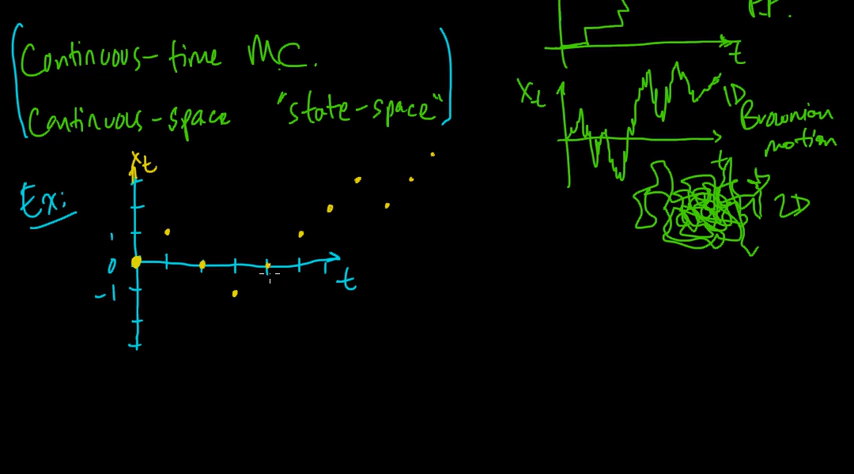 Continuous-time MC.
Continuous-space "state-space"
Ex:
Xt
1
0
-1
t
P.P.
t
Xt
1D
Brownian
motion
t
2D